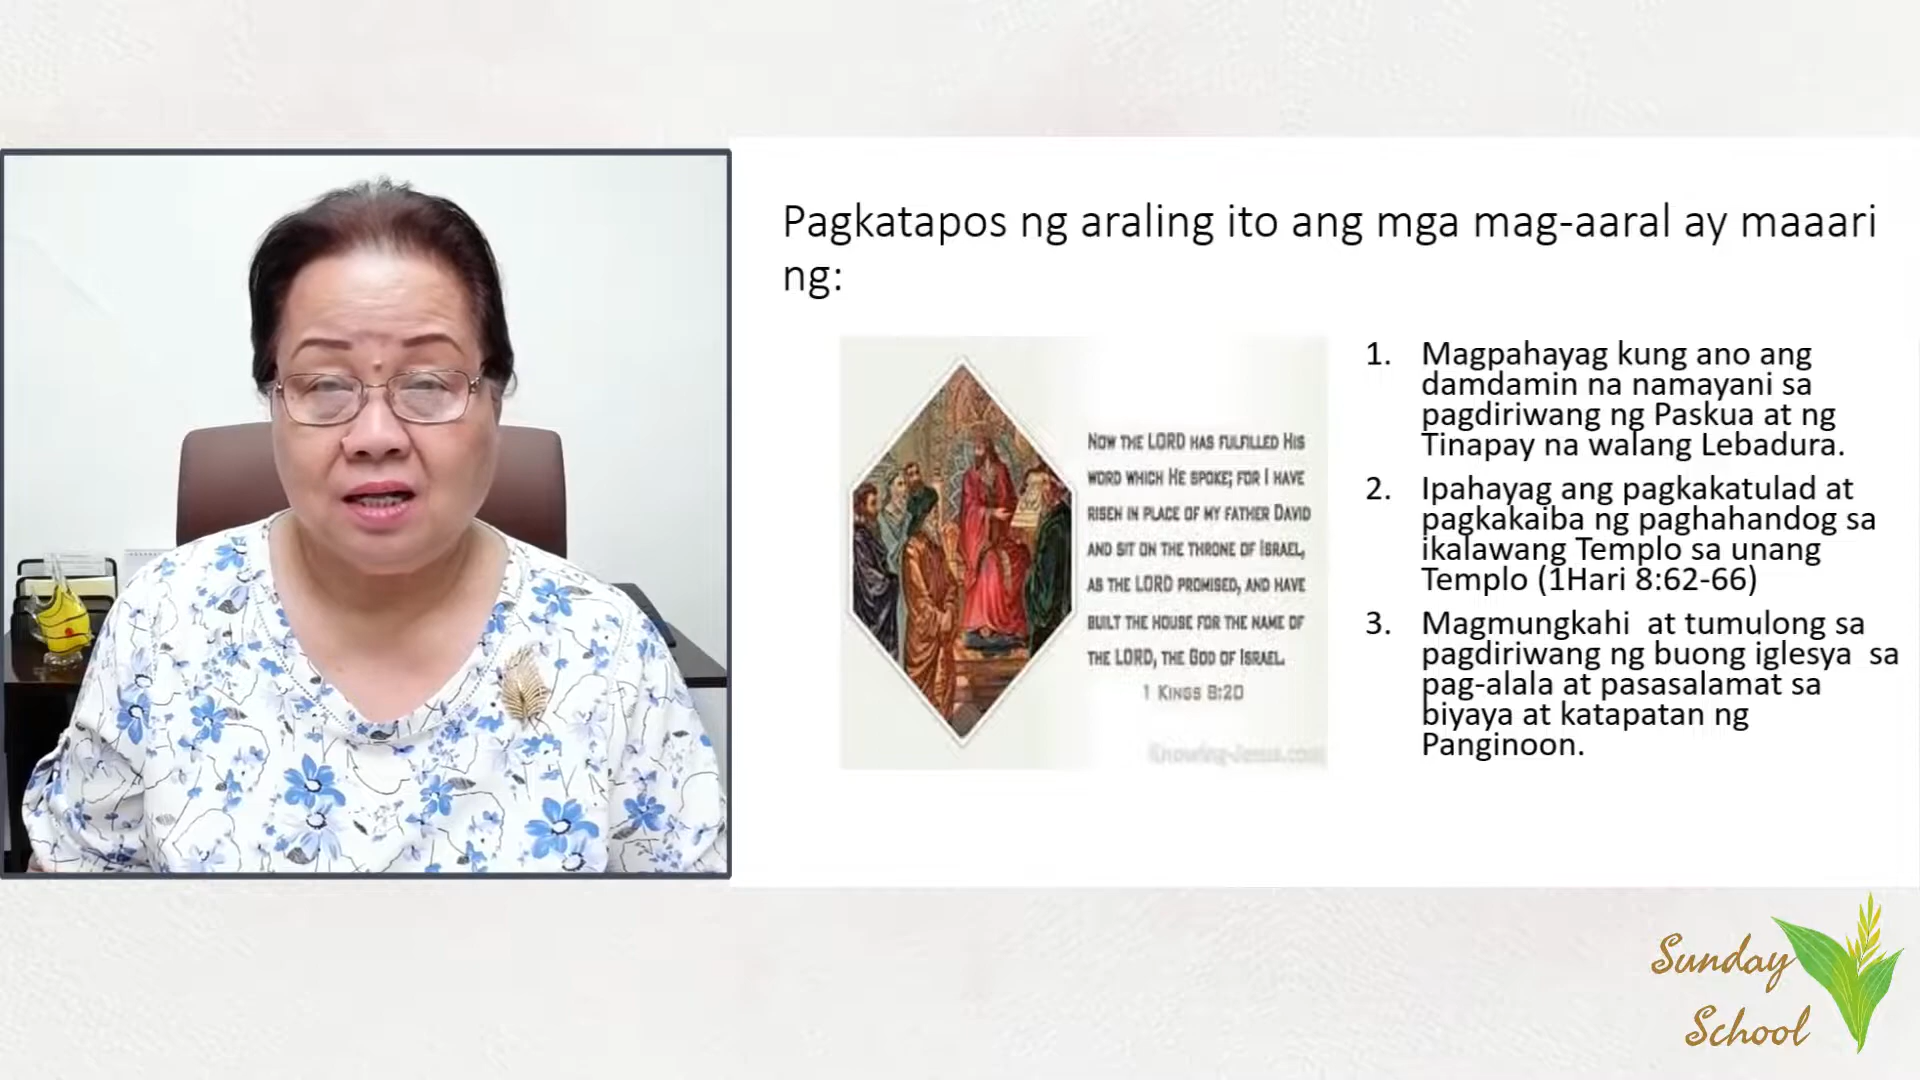 Pagkatapos ng araling ito ang mga mag-aaral ay maaari
ng:
NOW THE LORD HAS FULFILLED HIS
WORD WHICH HE SPOKE; FOR I HAVE
RISEN IN PLACE OF MY FATHER DAVID
AND SIT ON THE THRONE OF ISRAEL,
AS THE LORD PROMISED, AND HAVE
BUILT THE HOUSE FOR THE NAME OF
THE LORD, THE GOD OF ISRAEL.
1 KINGS 8:20
Knowing-Jesus.com
1. Magpahayag kung ano ang
damdamin na namayani sa
pagdiriwang ng Paskua at ng
Tinapay na walang Lebadura.
2. Ipahayag ang pagkakatulad at
pagkakaiba ng paghahandog sa
ikalawang Templo sa unang
Templo (1Hari 8:62-66)
3. Magmungkahi at tumulong sa
pagdiriwang ng buong iglesya sa
pag-alala at pasasalamat sa
biyaya at katapatan ng
Panginoon.
Sunday
School